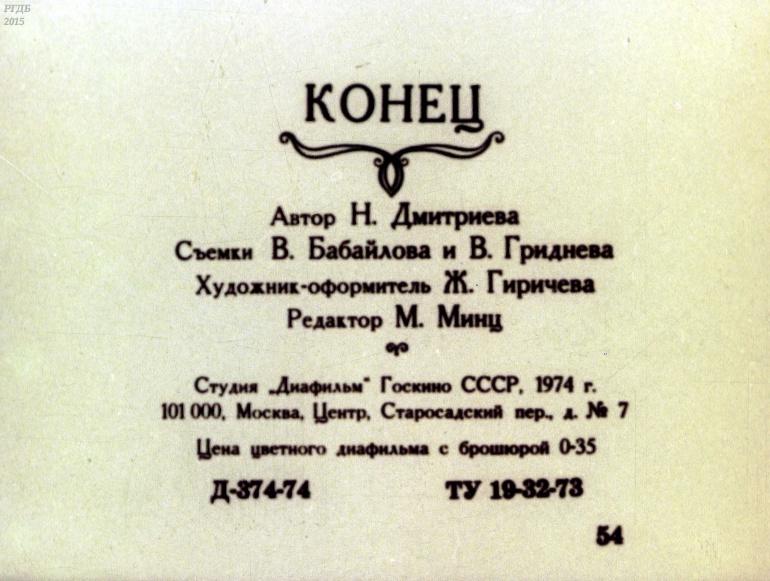 РГДБ
2015
КОНЕЦ
Автор Н. Дмитриева
Съемки В. Бабайлова и В. Гриднева
Художник-оформитель Ж. Гиричева
Редактор М. Минц
Студия „Диафильм" Госкино СССР, 1974 г.
101 000, Москва, Центр, Старосадский пер., д. № 7
Цена цветного диафильма с брошюрой 0-35
Д-374-74 ТУ 19-32-73
54